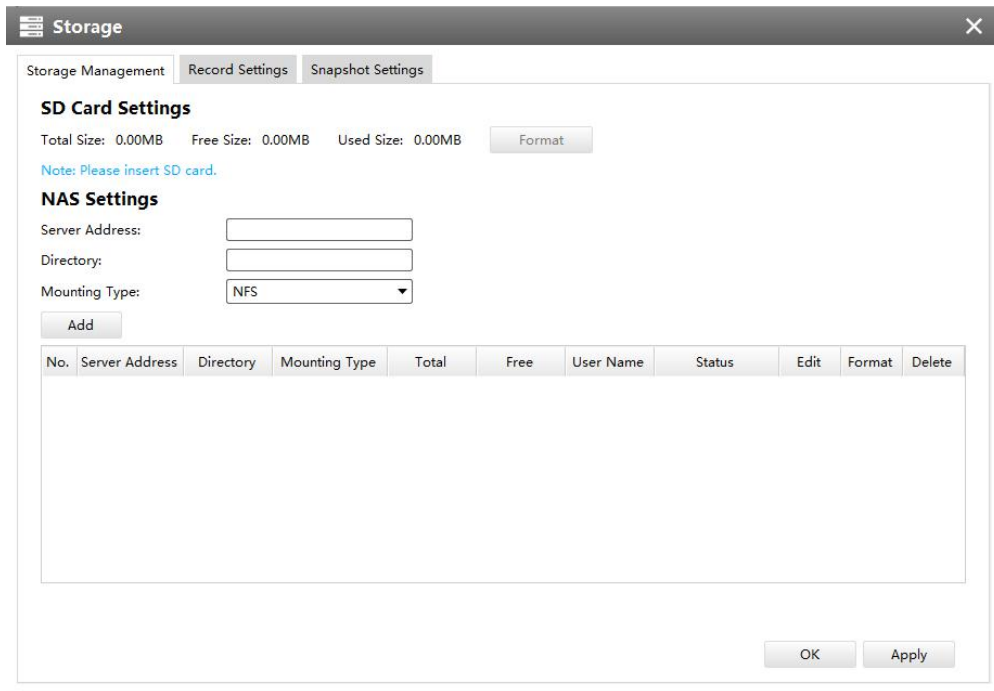 Storage
Storage Management Record Settings Snapshot Settings
SD Card Settings
Total Size: 0.00MB Free Size: 0.00MB Used Size: 0.00MB Format
Note: Please insert SD card.
NAS Settings
Server Address:
Directory:
Mounting Type: NFS
Add
No. Server Address Directory Mounting Type Total Free User Name Status Edit Format Delete
OK Apply